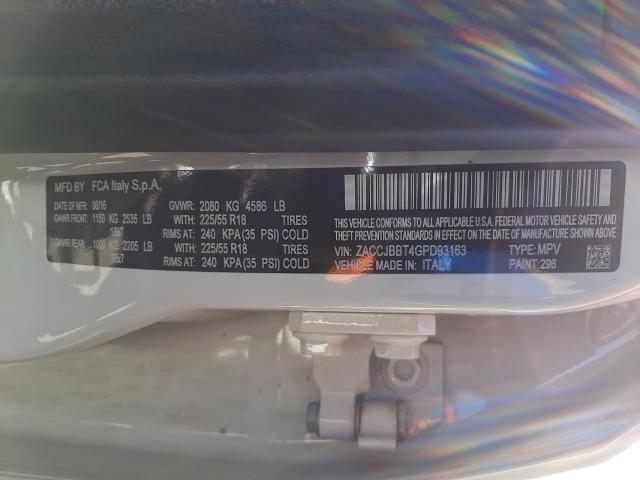 MFD BY FCA Italy S.p.A.
DATE OF MFR: 06/16 GVWR: 2080 KG 4586 LB
GAWR FRONT: 1150 KG 2535 LB WITH: 225/55 R18 TIRES
18x7 RIMS AT: 240 KPA (35 PSI) COLD
GAWR REAR: 1000 KG 2205 LB WITH: 225/55 R18 TIRES
18x7 RIMS AT: 240 KPA (35 PSI) COLD
THIS VEHICLE CONFORMS TO ALL APPLICABLE U.S.A. FEDERAL MOTOR VEHICLE SAFETY,
BUMPER, AND THEFT PREVENTION STANDARDS IN EFFECT ON THE DATE OF MANUFACTURE
SHOWN ABOVE.
VIN: ZACCJBBT4GPD93163 TYPE: MPV
VEHICLE MADE IN: ITALY PAINT: 296